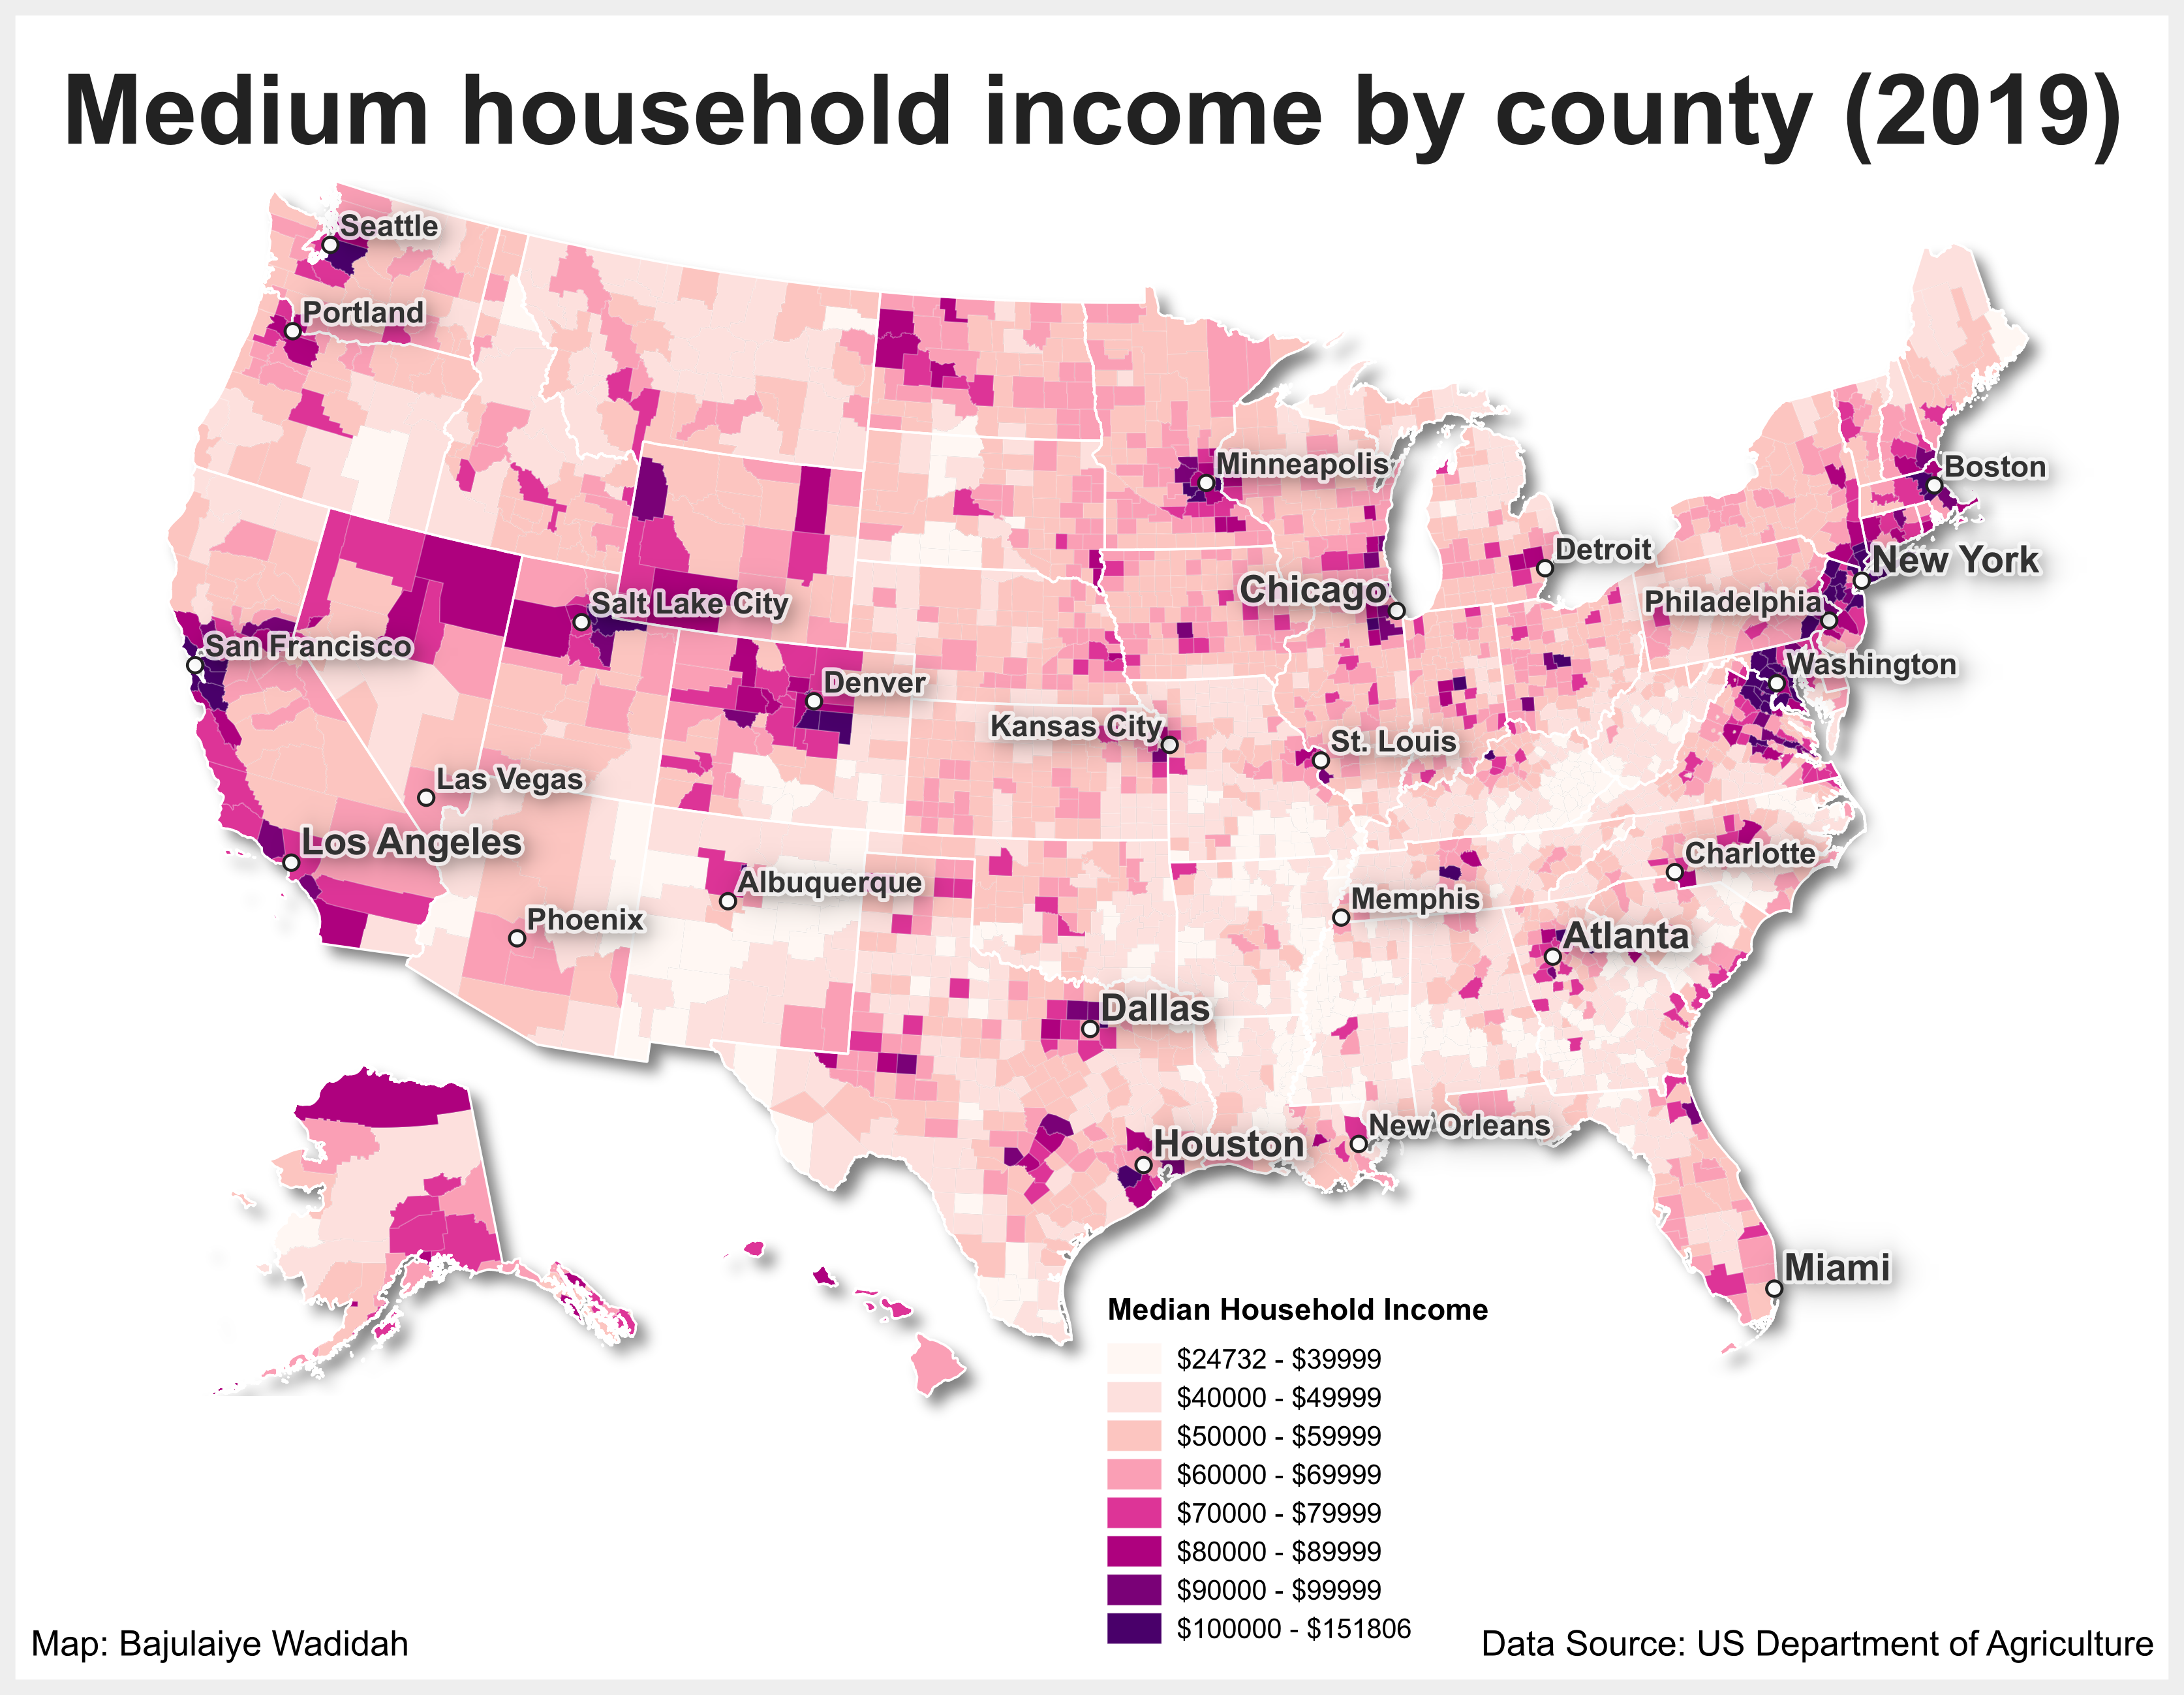 Medium household income by county (2019)
Seattle
Portland
Minneapolis
Boston
Detroit
New York
Chicago
Salt Lake City
Philadelphia
San Francisco
Washington
Denver
Kansas City
St. Louis
Las Vegas
Los Angeles
Charlotte
Albuquerque
Memphis
Phoenix
Atlanta
Dallas
New Orleans
Houston
Miami
Median Household Income
$24732 - $39999
$40000 - $49999
$50000 - $59999
$60000 - $69999
$70000 - $79999
$80000 - $89999
$90000 - $99999
$100000 - $151806
Map: Bajulaiye Wadidah
Data Source: US Department of Agriculture